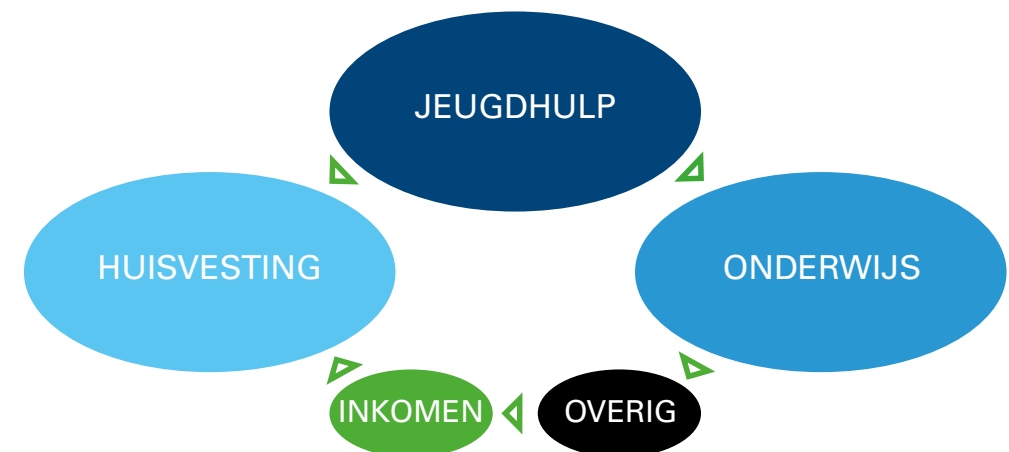 JEUGDHULP
HUISVESTING
ONDERWIJS
INKOMEN
OVERIG